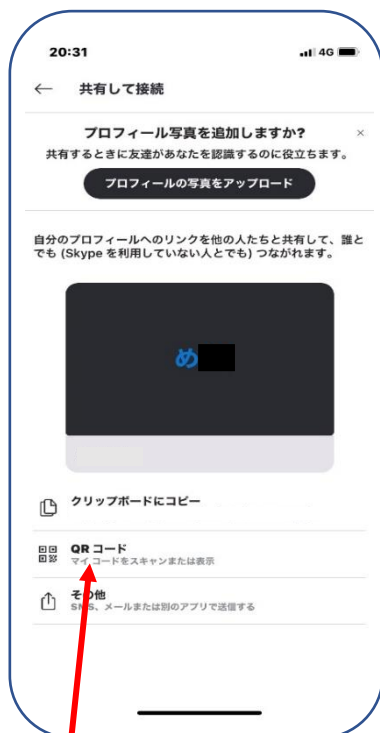 20:31
4G
← 共有して接続
プロフィール写真を追加しますか? ×
共有するときに友達があなたを認識するのに役立ちます。
プロフィールの写真をアップロード
自分のプロフィールへのリンクを他の人たちと共有して、誰と
でも (Skype を利用していない人とでも) つながれます。
め
クリップボードにコピー
QR コード
マイ コードをスキャンまたは表示
その他
SMS、メールまたは別のアプリで送信する